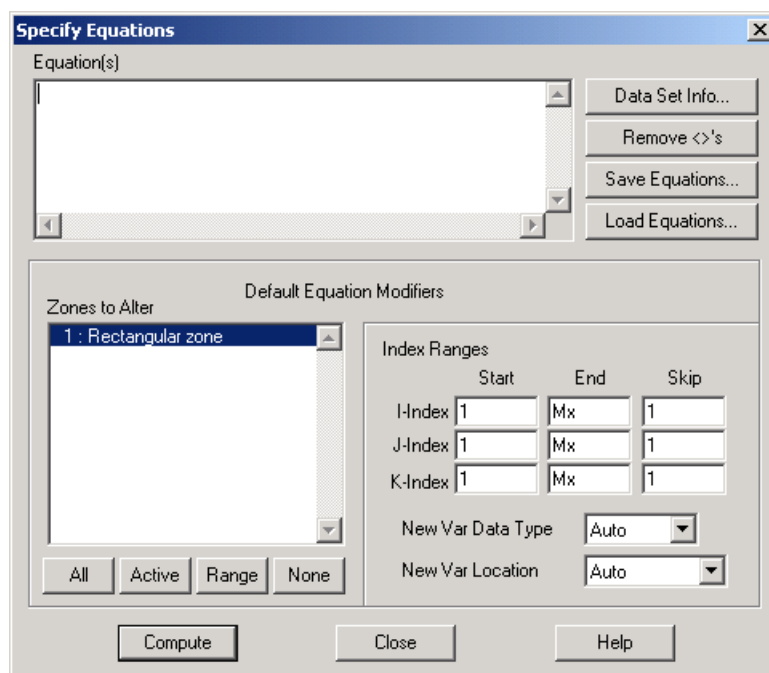 Specify Equations
Equation(s)
Data Set Info...
Remove <>'s
Save Equations...
Load Equations...
Default Equation Modifiers
Zones to Alter
1 : Rectangular zone
Index Ranges
Start End Skip
I-Index 1 Mx 1
J-Index 1 Mx 1
K-Index 1 Mx 1
New Var Data Type Auto
New Var Location Auto
All Active Range None
Compute Close Help